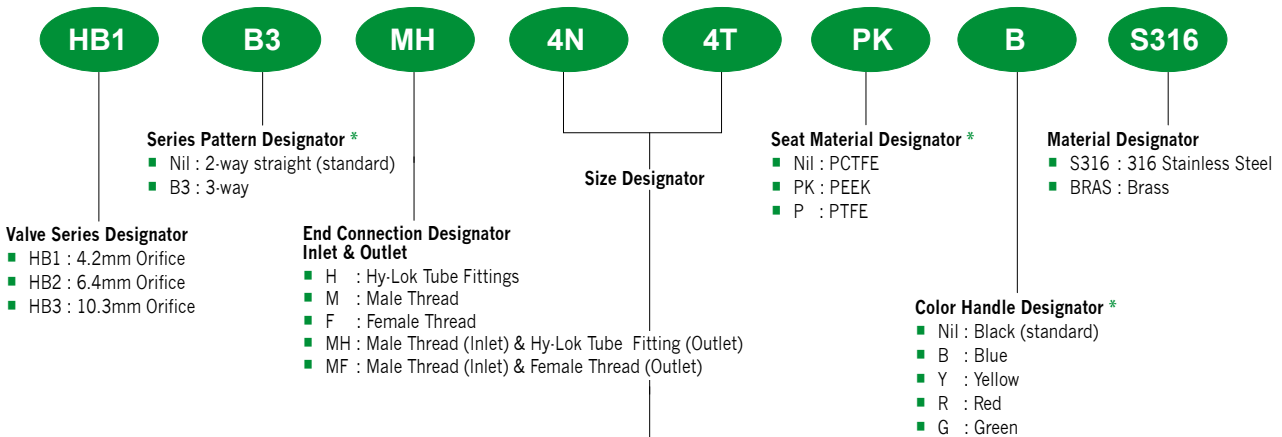 HB1 B3 MH 4N 4T PK B S316
Series Pattern Designator *
■ Nil : 2-way straight (standard)
■ B3 : 3-way
Size Designator
Seat Material Designator *
■ Nil : PCTFE
■ PK : PEEK
■ P : PTFE
Material Designator
■ S316 : 316 Stainless Steel
■ BRAS : Brass
Valve Series Designator
■ HB1 : 4.2mm Orifice
■ HB2 : 6.4mm Orifice
■ HB3 : 10.3mm Orifice
End Connection Designator
Inlet & Outlet
■ H : Hy-Lok Tube Fittings
■ M : Male Thread
■ F : Female Thread
■ MH : Male Thread (Inlet) & Hy-Lok Tube Fitting (Outlet)
■ MF : Male Thread (Inlet) & Female Thread (Outlet)
Color Handle Designator *
■ Nil : Black (standard)
■ B : Blue
■ Y : Yellow
■ R : Red
■ G : Green